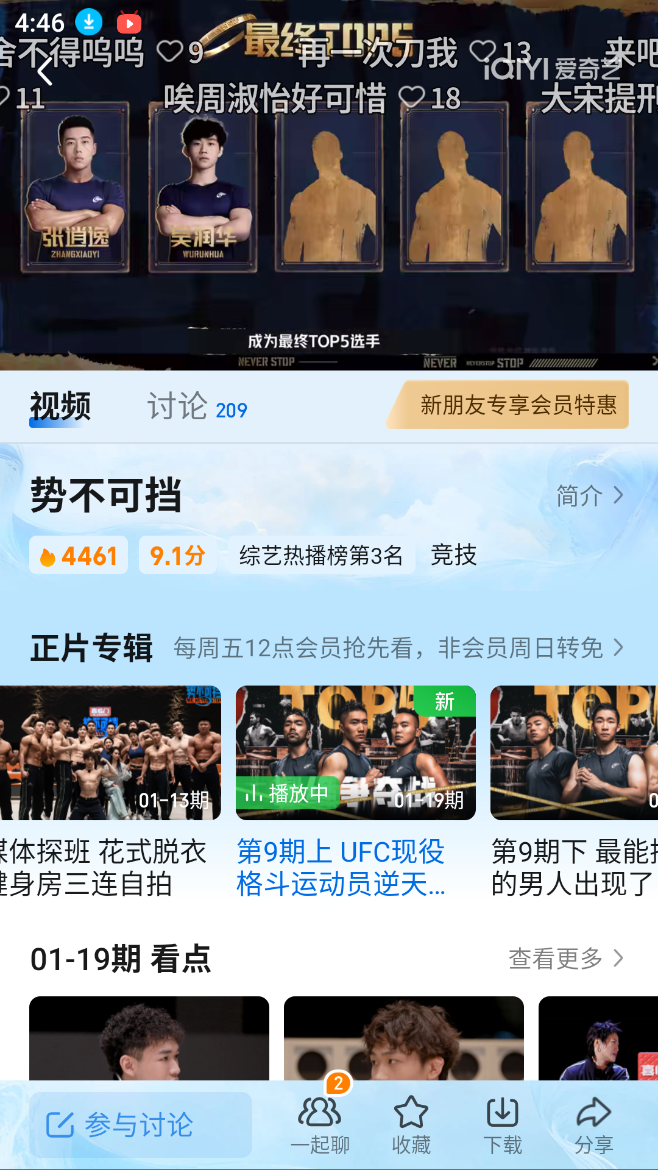 4:46
最终TOP5
舍不得呜呜 9
再一次刀我 13
来吧
iQIYI 爱奇艺
11
唉周淑怡好可惜 18
大宋提刑
张逍逸
ZHANGXIAOYI
吴润华
WURUNHUA
成为最终TOP5选手
NEVER STOP
NEVER
NEVER STOP
STOP
视频
讨论 209
新朋友专享会员特惠
势不可挡
简介
4461
9.1分
综艺热播榜第3名
竞技
正片专辑
每周五12点会员抢先看，非会员周日转免
01-13期
新
播放中
01-19期
争夺战
媒体探班 花式脱衣
健身房三连自拍
第9期上 UFC现役
格斗运动员逆天...
第9期下 最能扌
的男人出现了
01-19期 看点
查看更多
参与讨论
2
一起聊
收藏
下载
分享